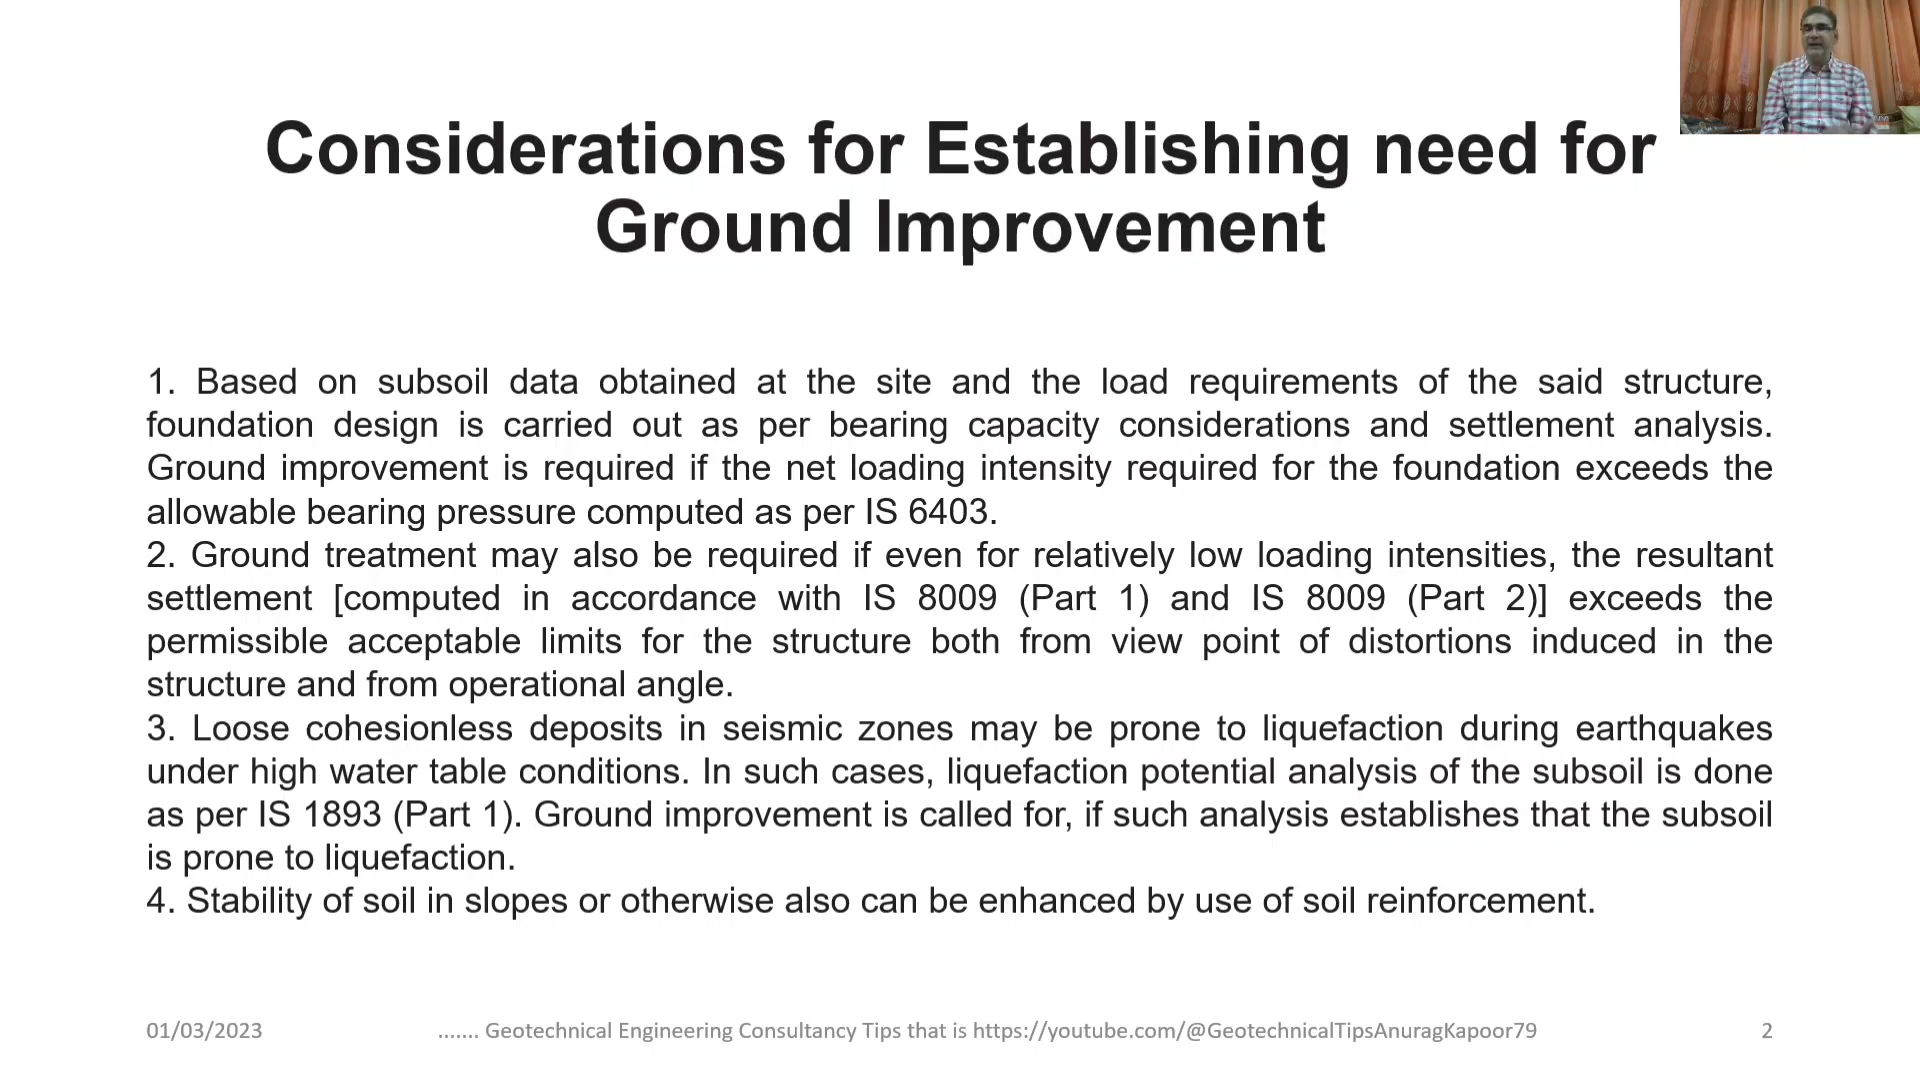 Considerations for Establishing need for
Ground Improvement
1. Based on subsoil data obtained at the site and the load requirements of the said structure,
foundation design is carried out as per bearing capacity considerations and settlement analysis.
Ground improvement is required if the net loading intensity required for the foundation exceeds the
allowable bearing pressure computed as per IS 6403.
2. Ground treatment may also be required if even for relatively low loading intensities, the resultant
settlement [computed in accordance with IS 8009 (Part 1) and IS 8009 (Part 2)] exceeds the
permissible acceptable limits for the structure both from view point of distortions induced in the
structure and from operational angle.
3. Loose cohesionless deposits in seismic zones may be prone to liquefaction during earthquakes
under high water table conditions. In such cases, liquefaction potential analysis of the subsoil is done
as per IS 1893 (Part 1). Ground improvement is called for, if such analysis establishes that the subsoil
is prone to liquefaction.
4. Stability of soil in slopes or otherwise also can be enhanced by use of soil reinforcement.
01/03/2023 ....... Geotechnical Engineering Consultancy Tips that is https://youtube.com/@GeotechnicalTipsAnuragKapoor79 2